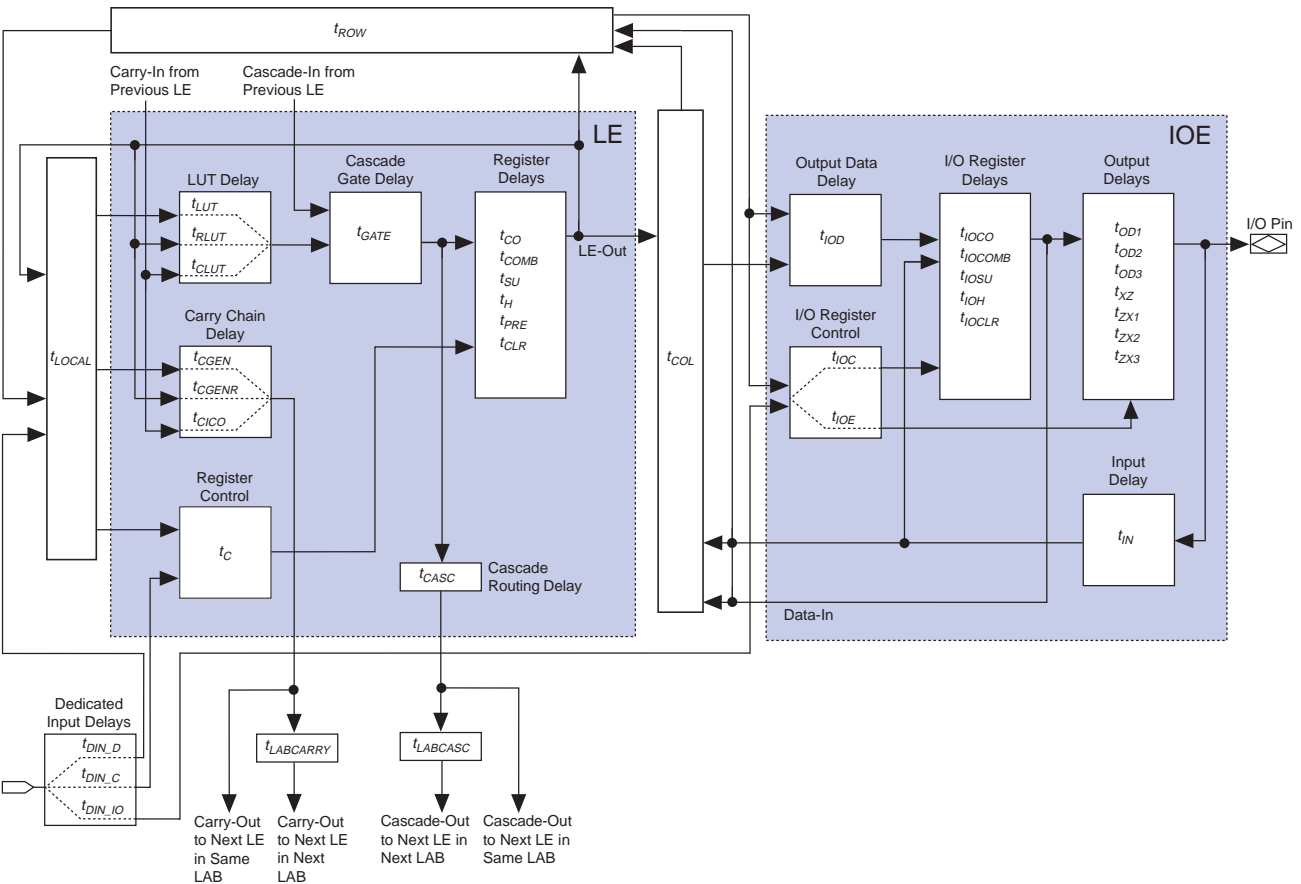 tROW
Carry-In from
Previous LE
Cascade-In from
Previous LE
LE
IOE
LUT Delay
tLUT
tRLUT
tCLUT
Cascade
Gate Delay
tGATE
Register
Delays
tCO
tCOMB
tSU
tH
tPRE
tCLR
LE-Out
Carry Chain
Delay
tCGEN
tCGENR
tCICO
tLOCAL
Register
Control
tC
tCASC
Cascade
Routing Delay
tCOL
Output Data
Delay
tIOD
I/O Register
Delays
tIOCO
tIOCOMB
tIOSU
tIOH
tIOCLR
Output
Delays
tOD1
tOD2
tOD3
tXZ
tZX1
tZX2
tZX3
I/O Pin
I/O Register
Control
tIOC
tIOE
Input
Delay
tIN
Data-In
Dedicated
Input Delays
tDIN_D
tDIN_C
tDIN_IO
tLABCARRY
tLABCASC
Carry-Out
to Next LE
in Same
LAB
Carry-Out
to Next LE
in Next
LAB
Cascade-Out
to Next LE in
Next LAB
Cascade-Out
to Next LE in
Same LAB